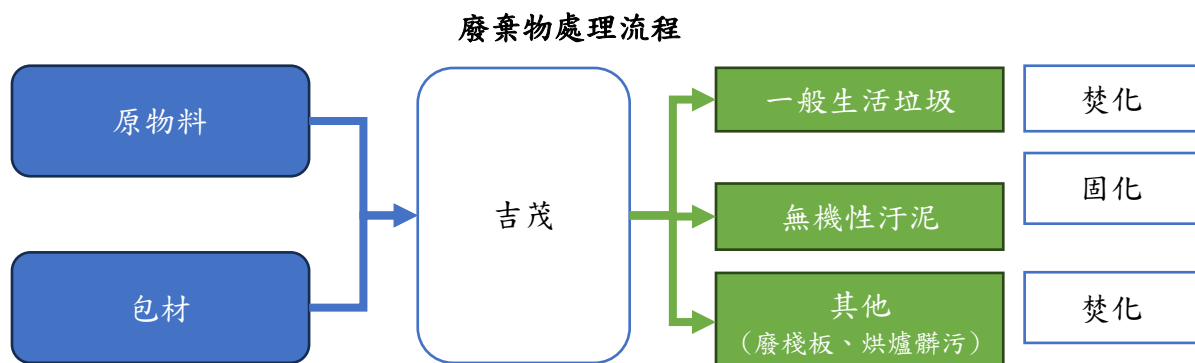 廢棄物處理流程
原物料
包材
吉茂
一般生活垃圾
焚化
無機性汙泥
固化
其他
（廢棧板、烘爐髒污）
焚化